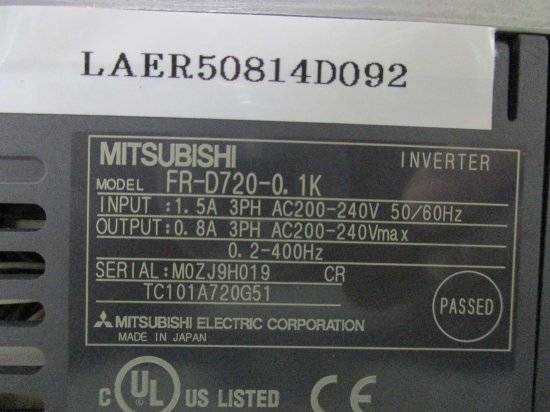 LAER50814D092
MITSUBISHI INVERTER
MODEL FR-D720-0.1K
INPUT :1.5A 3PH AC200-240V 50/60Hz
OUTPUT:0.8A 3PH AC200-240Vmax
0.2-400Hz
SERIAL:M0ZJ9H019 CR
TC101A720G51
PASSED
MITSUBISHI ELECTRIC CORPORATION
MADE IN JAPAN
C UL US LISTED CE